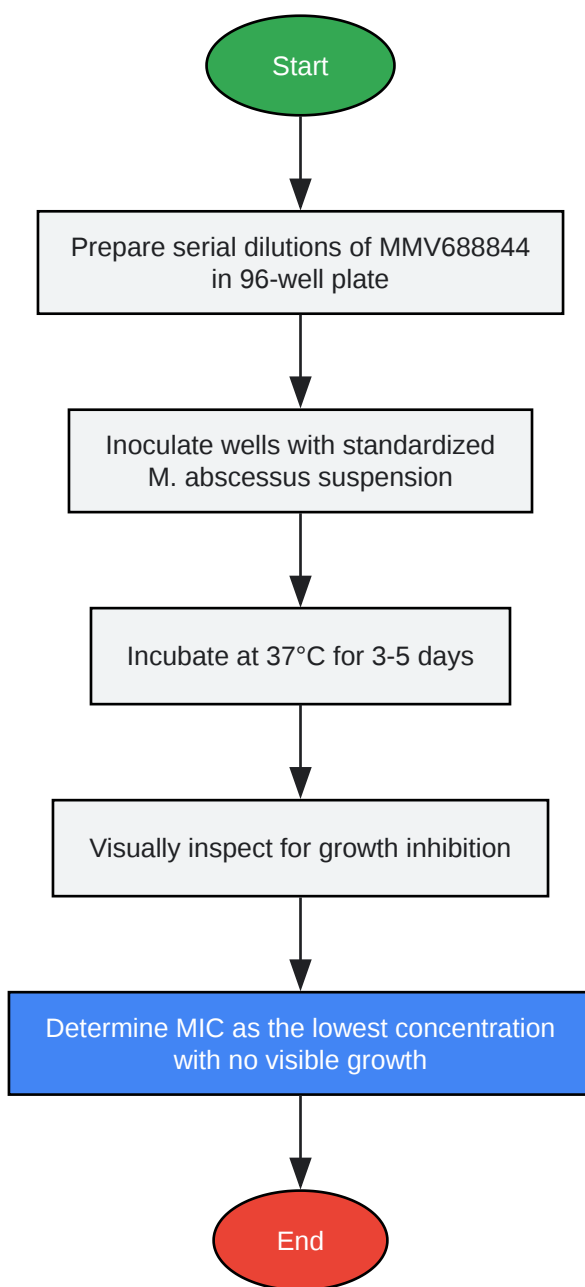 Start
Prepare serial dilutions of MMV688844
in 96-well plate
Inoculate wells with standardized
M. abscessus suspension
Incubate at 37°C for 3-5 days
Visually inspect for growth inhibition
Determine MIC as the lowest concentration
with no visible growth
End